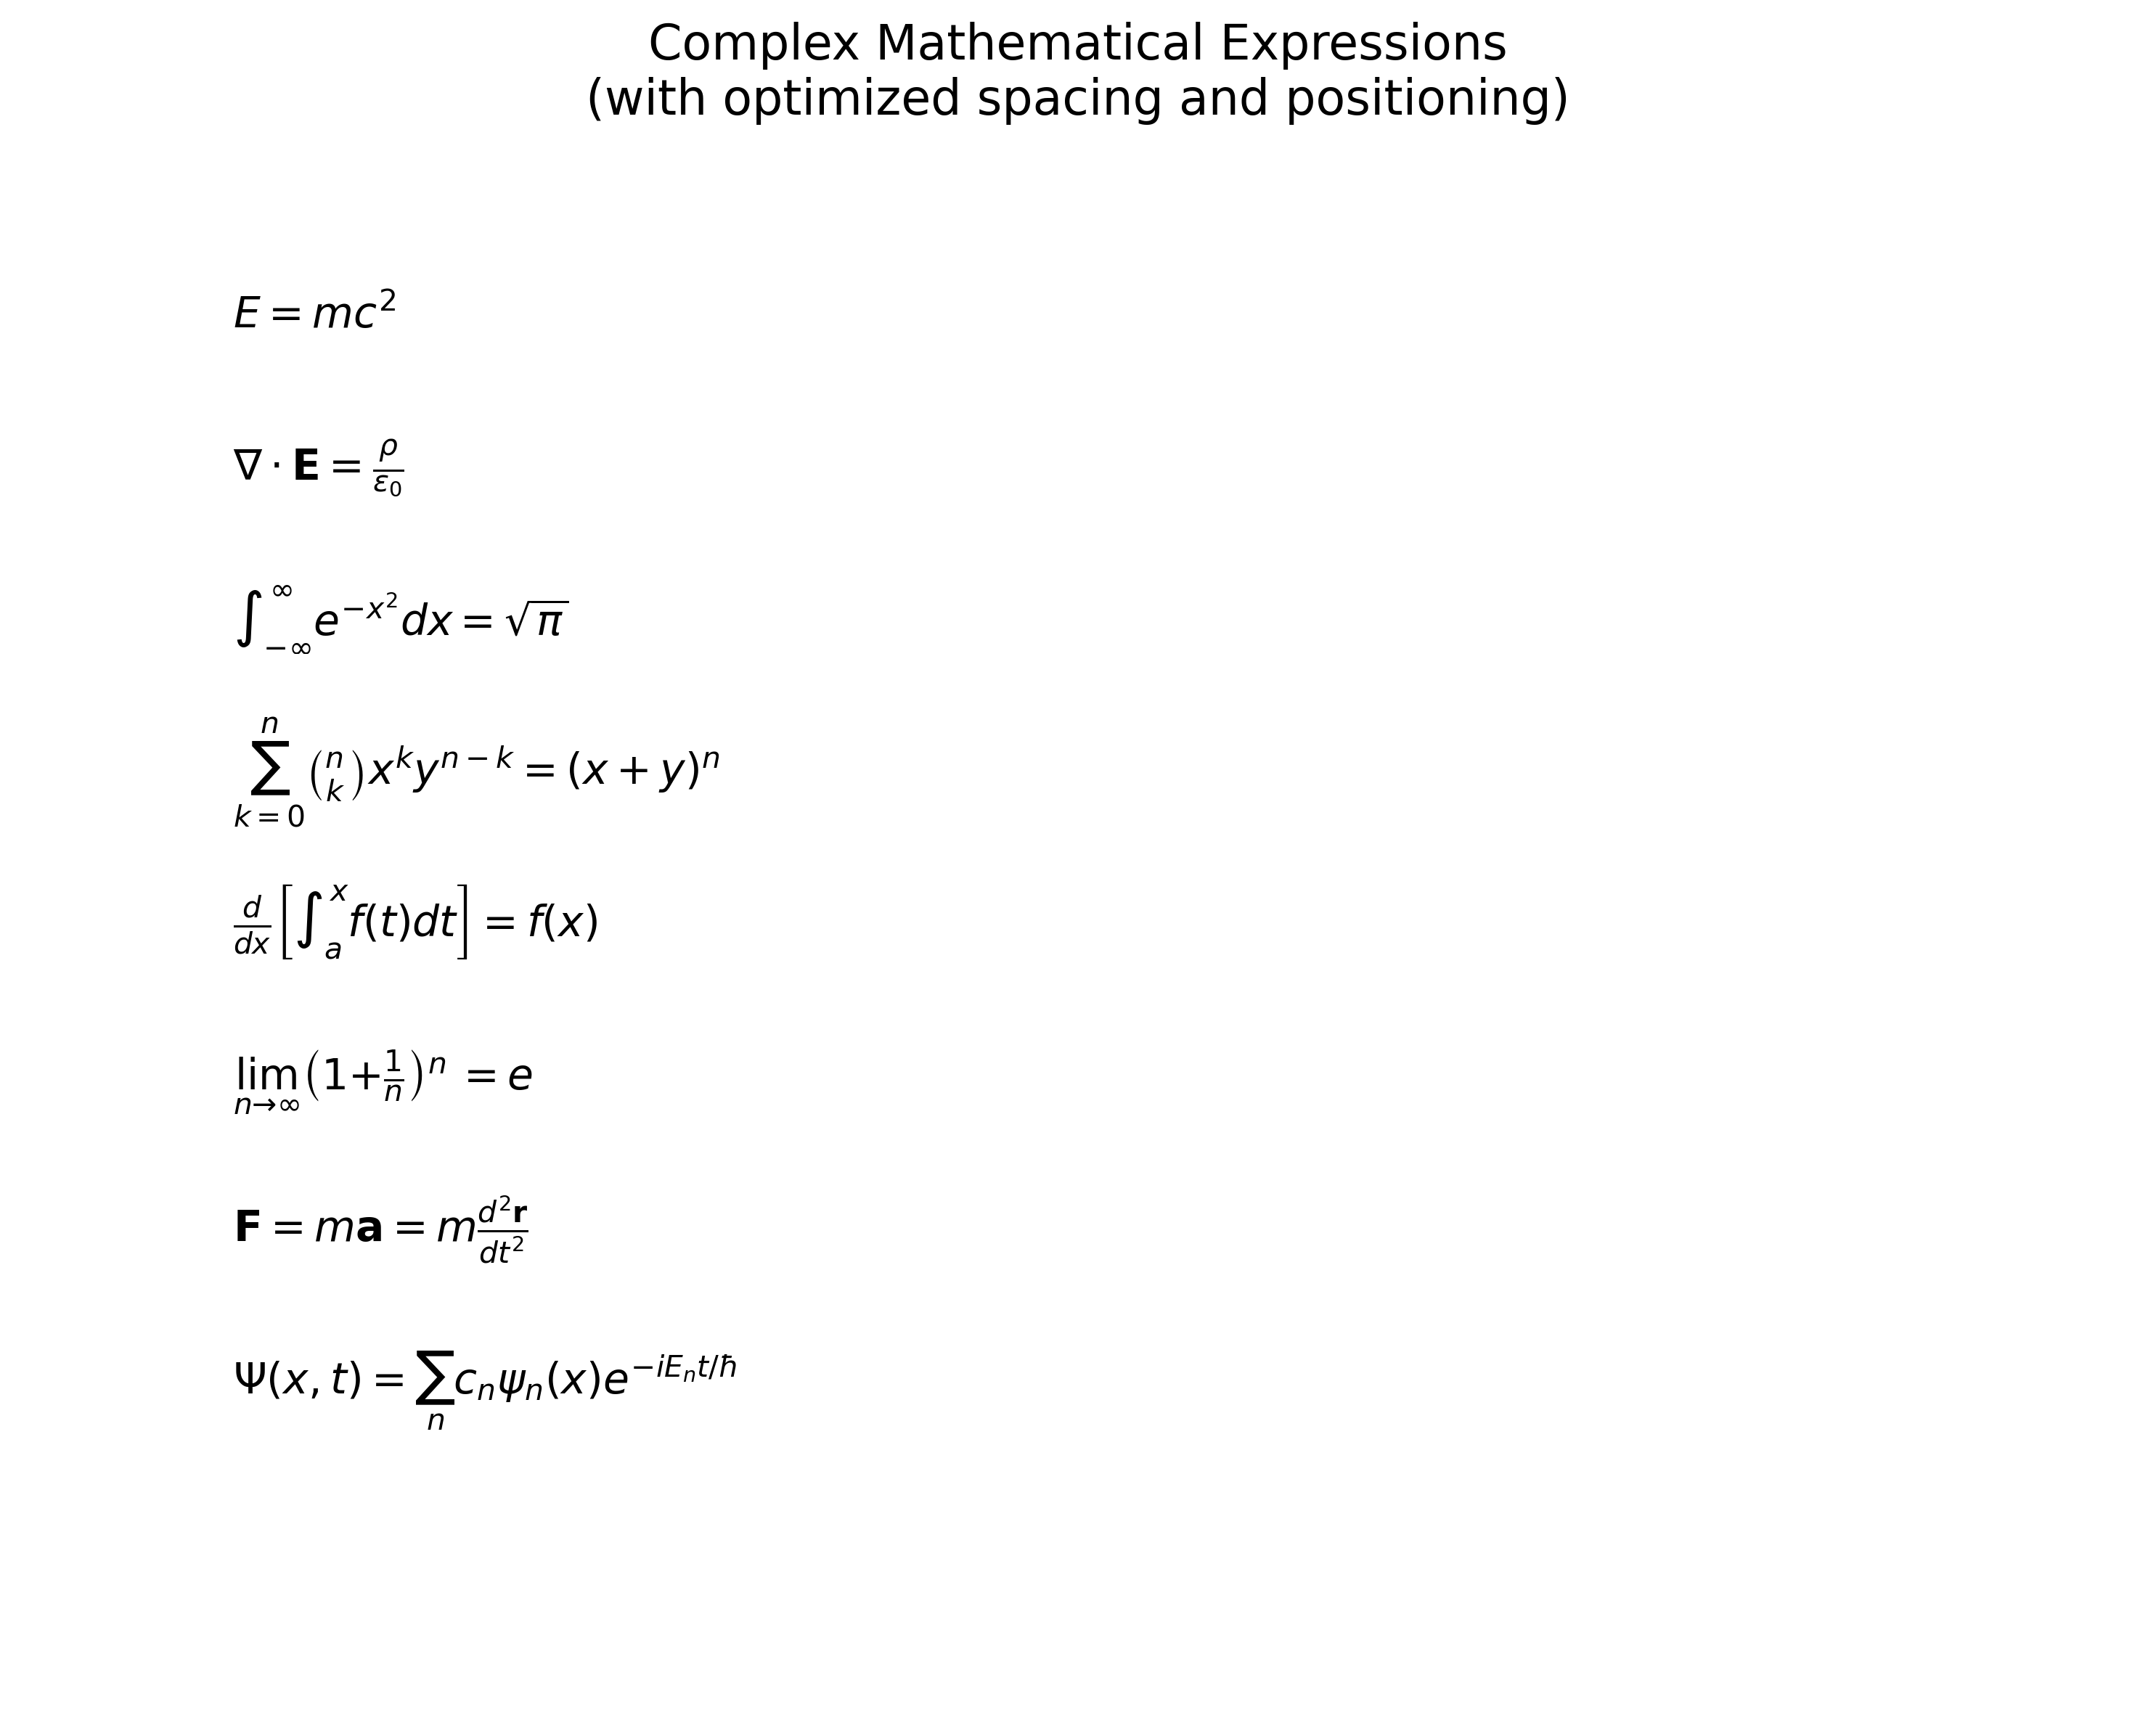 Complex Mathematical Expressions
(with optimized spacing and positioning)
$E = mc^2$
$\nabla \cdot \mathbf{E} = \frac{\rho}{\varepsilon_0}$
$\int_{-\infty}^{\infty} e^{-x^2} dx = \sqrt{\pi}$
$\sum_{k=0}^{n} \binom{n}{k} x^k y^{n-k} = (x + y)^n$
$\frac{d}{dx} \left[ \int_a^x f(t) dt \right] = f(x)$
$\lim_{n \to \infty} \left( 1 + \frac{1}{n} \right)^n = e$
$\mathbf{F} = m\mathbf{a} = m \frac{d^2 \mathbf{r}}{dt^2}$
$\Psi(x, t) = \sum_n c_n \psi_n(x) e^{-iE_n t/\hbar}$